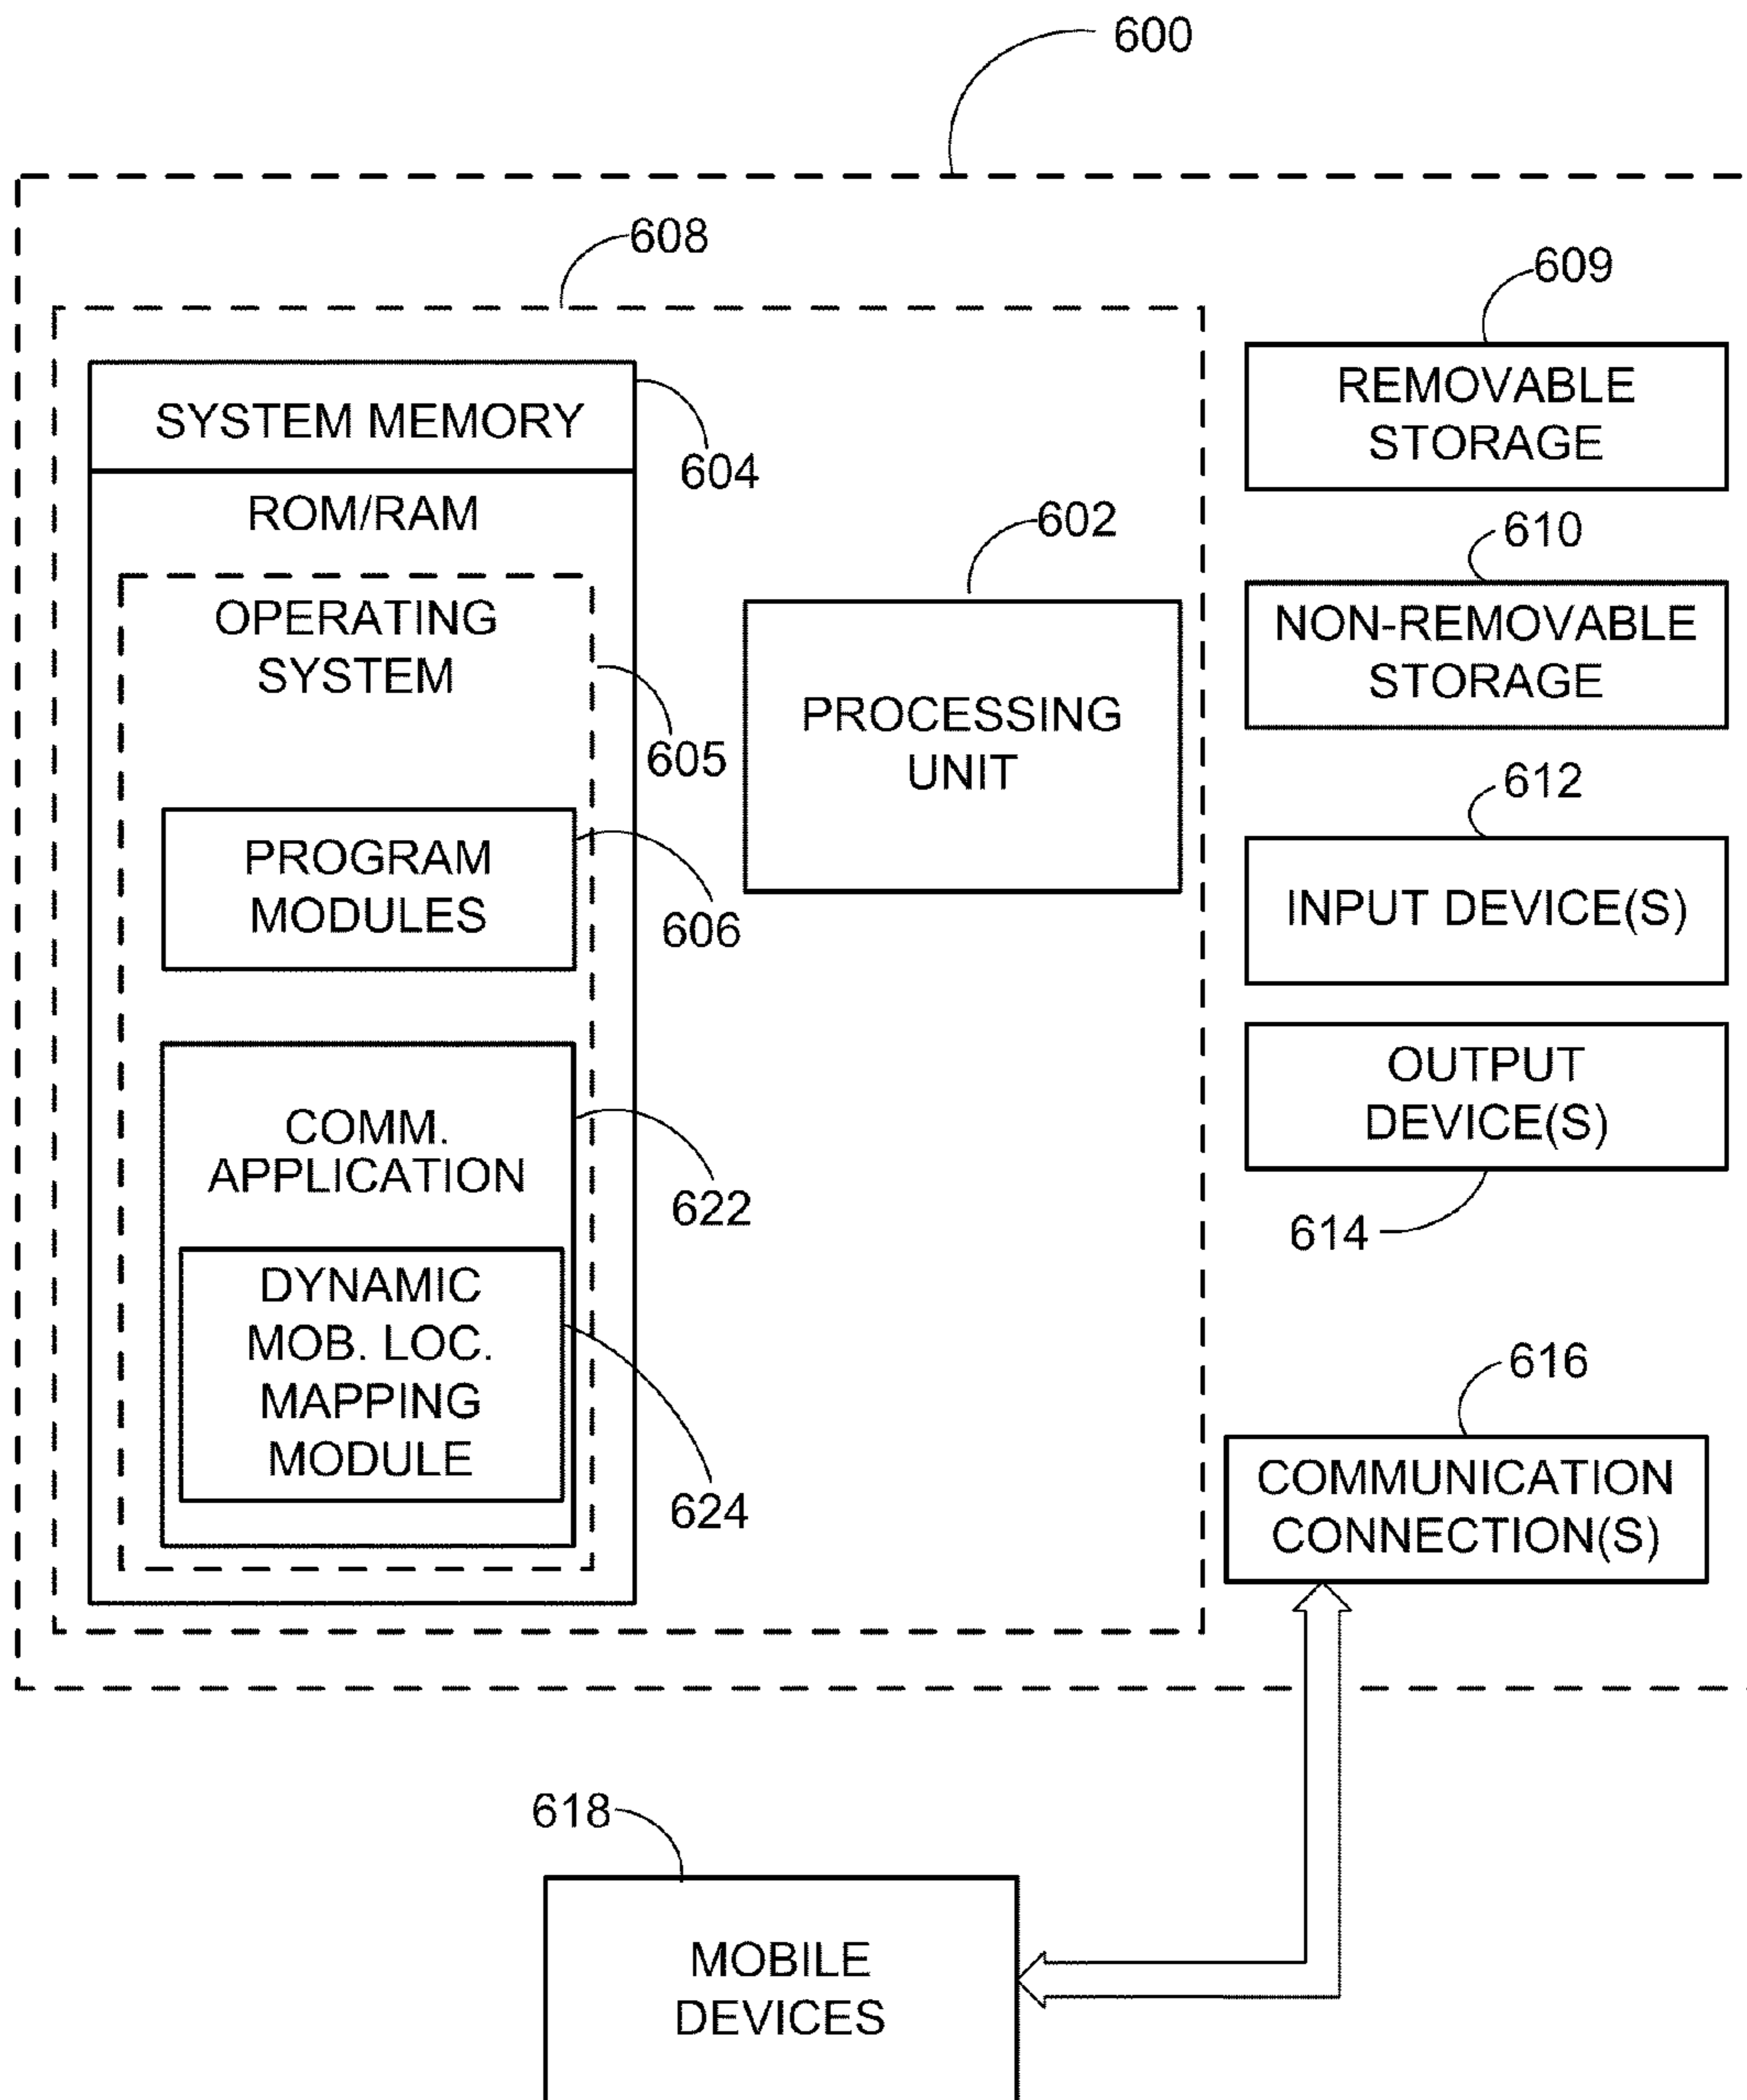 600
608
SYSTEM MEMORY
604
ROM/RAM
OPERATING
SYSTEM
605
PROGRAM
MODULES
606
COMM.
APPLICATION
622
DYNAMIC
MOB. LOC.
MAPPING
MODULE
624
602
PROCESSING
UNIT
609
REMOVABLE
STORAGE
610
NON-REMOVABLE
STORAGE
612
INPUT DEVICE(S)
OUTPUT
DEVICE(S)
614
616
COMMUNICATION
CONNECTION(S)
618
MOBILE
DEVICES